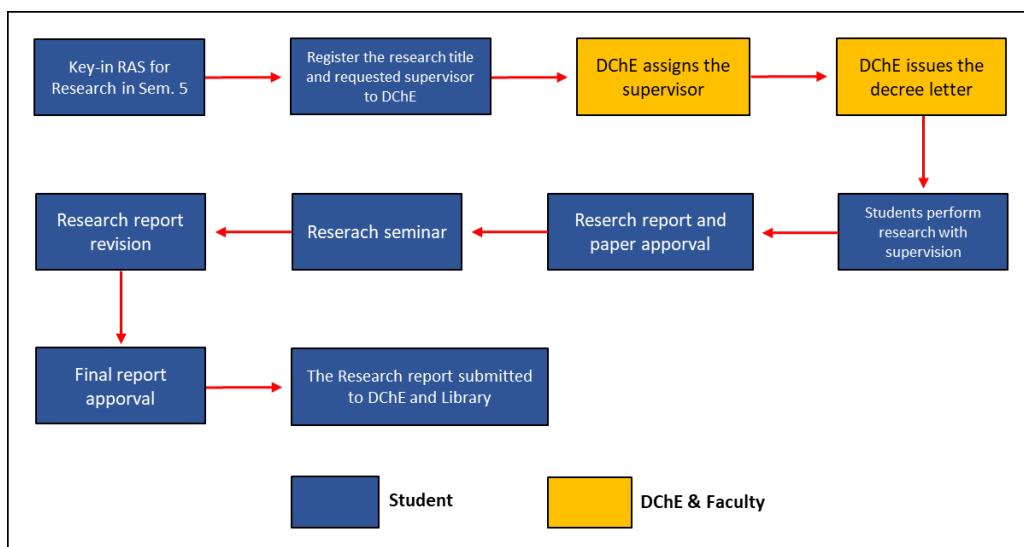 Key-in RAS for
Research in Sem. 5
Register the research title
and requested supervisor
to DChE
DChE assigns the
supervisor
DChE issues the
decree letter
Students perform
research with
supervision
Reserch report and
paper apporval
Reserach seminar
Research report
revision
Final report
apporval
The Research report submitted
to DChE and Library
Student
DChE & Faculty